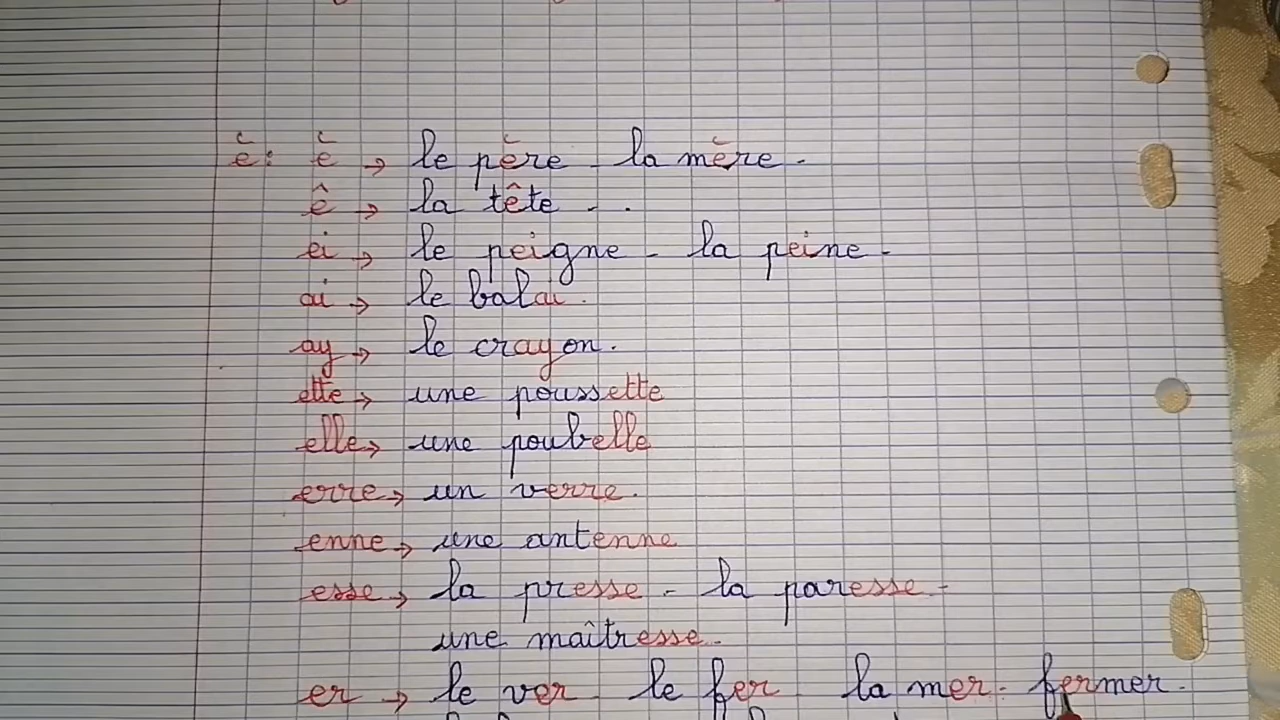 è : è → le père - la mère -
ê → la tête - .
ei → le peigne - la peine -
ai → le balai .
ay → le crayon .
ette → une poussette
elle → une poubelle
erre → un verre .
enne → une antenne
esse → la presse - la paresse -
une maîtresse -
er → le ver - le fer - la mer - fermer .